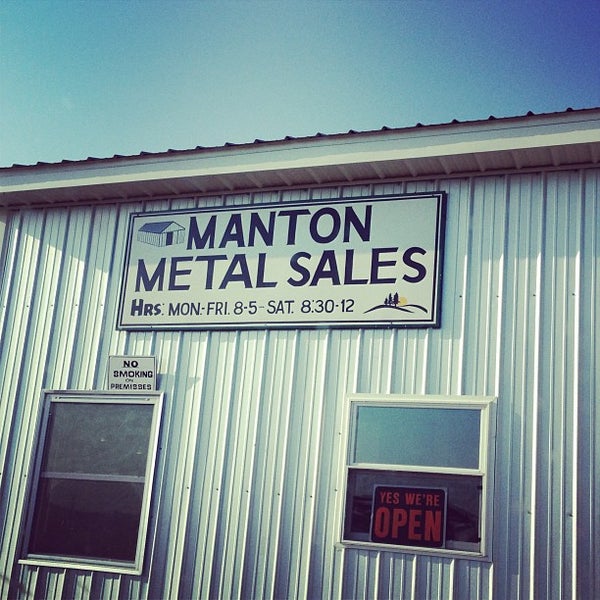 MANTON
METAL SALES
HRS: MON.-FRI. 8-5-SAT. 8:30-12
NO
SMOKING
ON
PREMISSES
YES WE'RE
OPEN